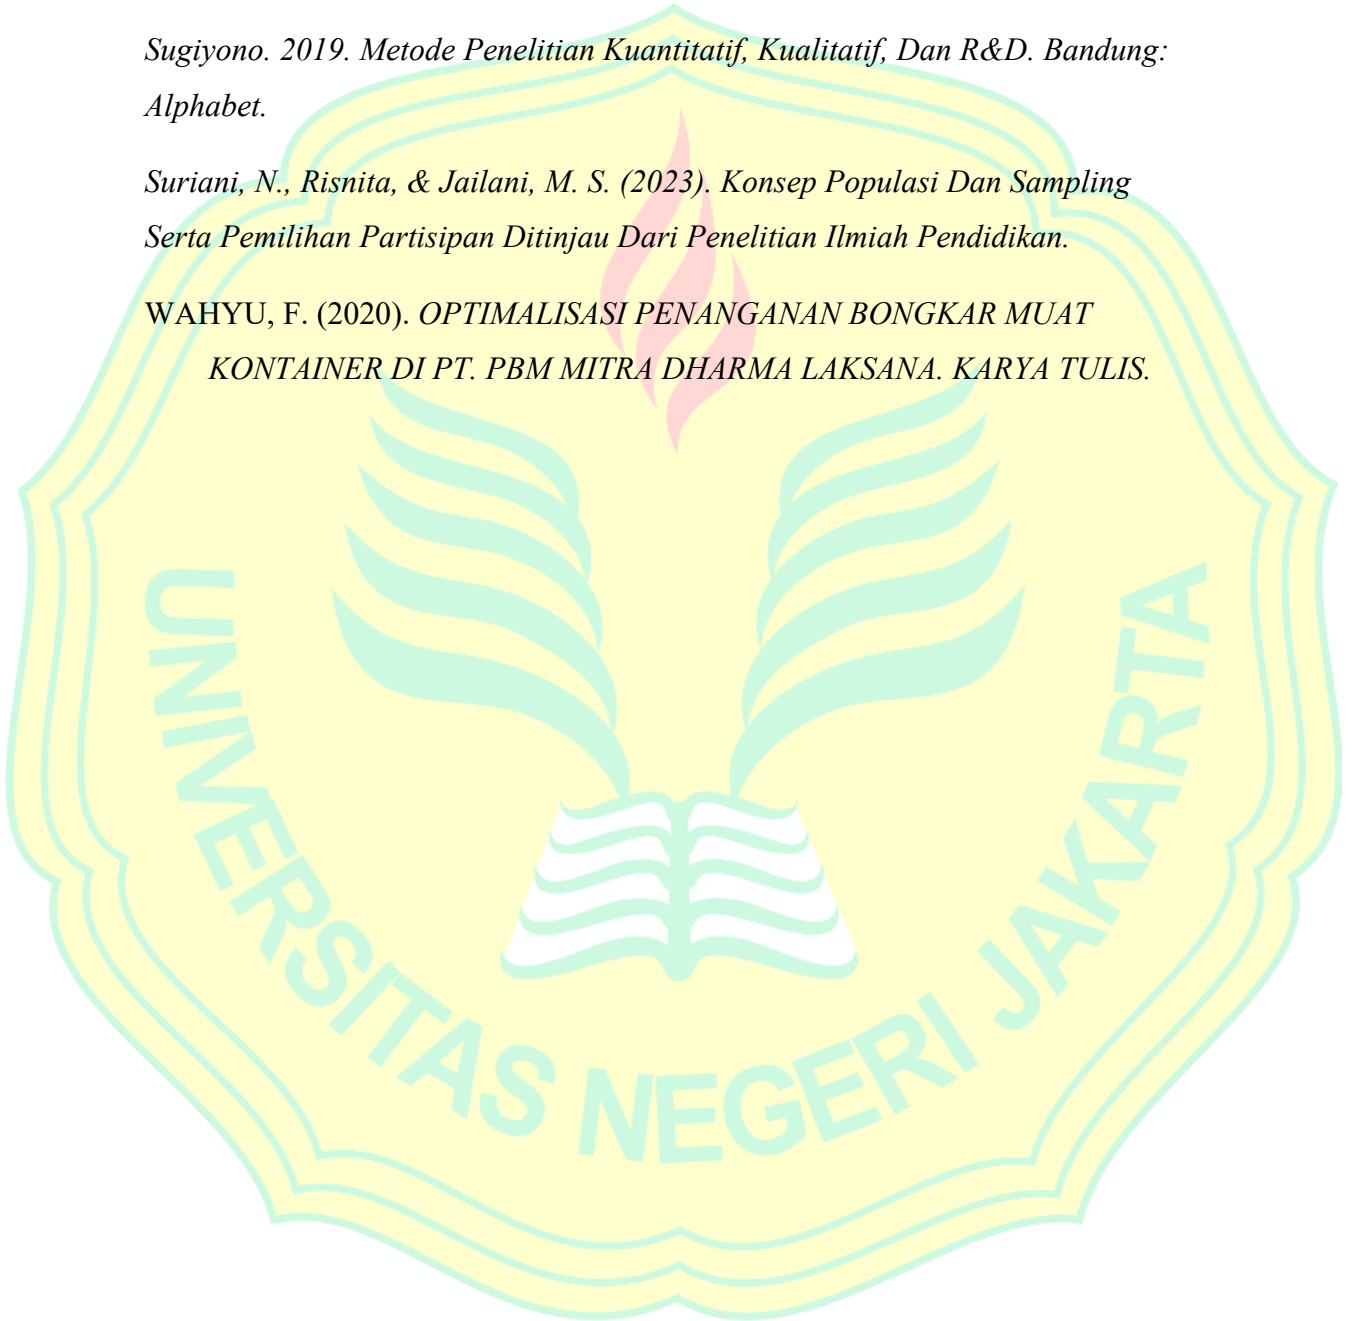 Sugiyono. 2019. Metode Penelitian Kuantitatif, Kualitatif, Dan R&D. Bandung:
Alphabet.
Suriani, N., Risnita, & Jailani, M. S. (2023). Konsep Populasi Dan Sampling
Serta Pemilihan Partisipan Ditinjau Dari Penelitian Ilmiah Pendidikan.
WAHYU, F. (2020). OPTIMALISASI PENANGANAN BONGKAR MUAT
KONTAINER DI PT. PBM MITRA DHARMA LAKSANA. KARYA TULIS.
UNIVERSITAS NEGERI JAKARTA